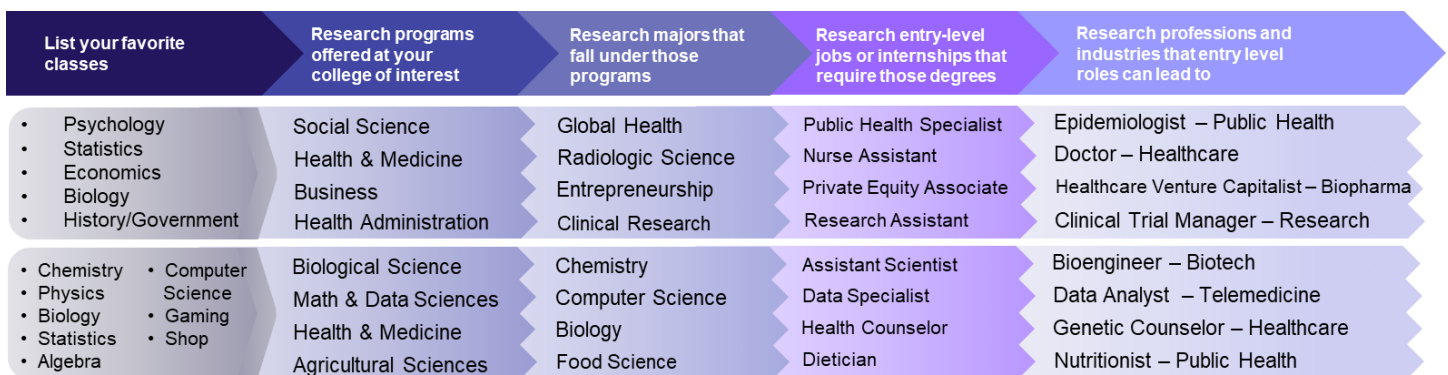 List your favorite
classes
Research programs
offered at your
college of interest
Research majors that
fall under those
programs
Research entry-level
jobs or internships that
require those degrees
Research professions and
industries that entry level
roles can lead to
• Psychology
• Statistics
• Economics
• Biology
• History/Government
Social Science
Health & Medicine
Business
Health Administration
Global Health
Radiologic Science
Entrepreneurship
Clinical Research
Public Health Specialist
Nurse Assistant
Private Equity Associate
Research Assistant
Epidemiologist – Public Health
Doctor – Healthcare
Healthcare Venture Capitalist – Biopharma
Clinical Trial Manager – Research
• Chemistry
• Physics
• Biology
• Statistics
• Algebra
• Computer
Science
• Gaming
• Shop
Biological Science
Math & Data Sciences
Health & Medicine
Agricultural Sciences
Chemistry
Computer Science
Biology
Food Science
Assistant Scientist
Data Specialist
Health Counselor
Dietician
Bioengineer – Biotech
Data Analyst – Telemedicine
Genetic Counselor – Healthcare
Nutritionist – Public Health